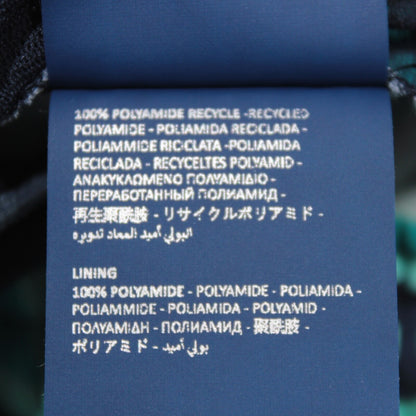 100% POLYAMIDE RECYCLE - RECYCLED
POLYAMIDE - POLIAMIDA RECICLADA -
POLIAMMIDE RICICLATA - POLIAMIDA
RECICLADA - RECYCELTES POLYAMID -
ΑΝΑΚΥΚΛΩΜΕΝΟ ΠΟΛΥΑΜΙΔΙΟ -
ПЕРЕРАБОТАННЫЙ ПОЛИАМИД -
再生聚酰胺 - リサイクルポリアミド -
البولي أميد المعاد تدويره
LINING
100% POLYAMIDE - POLYAMIDE - POLIAMIDA -
POLIAMMIDE - POLIAMIDA - POLYAMID -
ΠΟΛΥΑΜΙΔΗ - ПОЛИАМИД - 聚酰胺 -
ポリアミド - بولي أميد